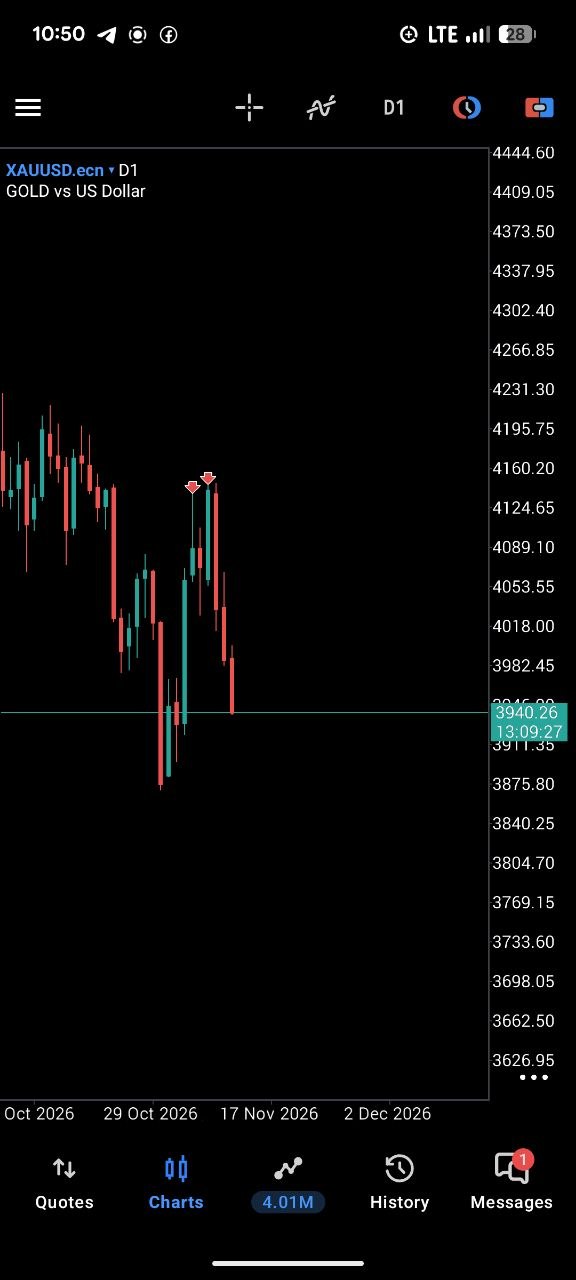 10:50
LTE
28
D1
XAUUSD.ecn ▾ D1
GOLD vs US Dollar
4444.60
4409.05
4373.50
4337.95
4302.40
4266.85
4231.30
4195.75
4160.20
4124.65
4089.10
4053.55
4018.00
3982.45
3940.26
13:09:27
3911.35
3875.80
3840.25
3804.70
3769.15
3733.60
3698.05
3662.50
3626.95
Oct 2026
29 Oct 2026
17 Nov 2026
2 Dec 2026
1
Quotes
Charts
4.01M
History
Messages